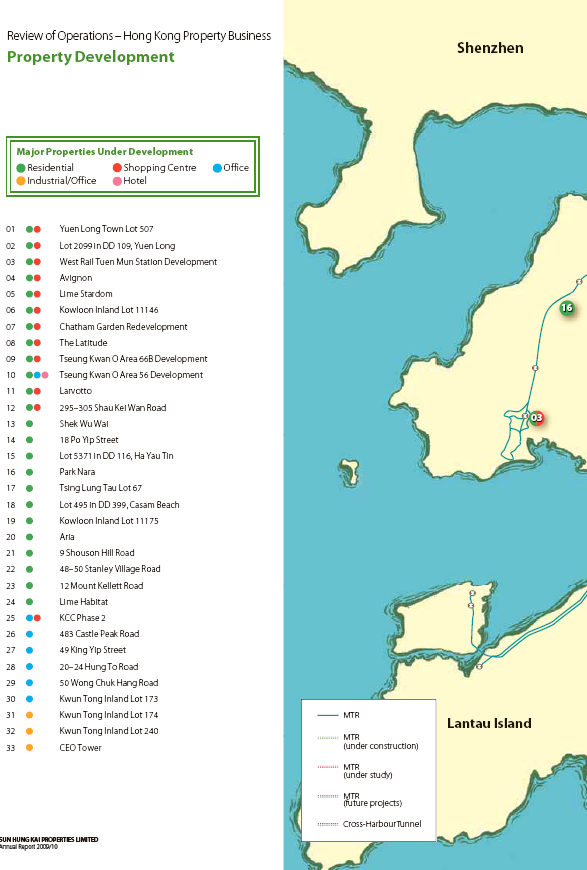 Review of Operations – Hong Kong Property Business
Property Development
Major Properties Under Development
Residential Shopping Centre Office
Industrial/Office Hotel
01 Yuen Long Town Lot 507
02 Lot 2099 in DD 109, Yuen Long
03 West Rail Tuen Mun Station Development
04 Avignon
05 Lime Stardom
06 Kowloon Inland Lot 11146
07 Chatham Garden Redevelopment
08 The Latitude
09 Tseung Kwan O Area 66B Development
10 Tseung Kwan O Area 56 Development
11 Larvotto
12 295–305 Shau Kei Wan Road
13 Shek Wu Wai
14 18 Po Yip Street
15 Lot 5371 in DD 116, Ha Yau Tin
16 Park Nara
17 Tsing Lung Tau Lot 67
18 Lot 495 in DD 399, Casam Beach
19 Kowloon Inland Lot 11175
20 Aria
21 9 Shouson Hill Road
22 48–50 Stanley Village Road
23 12 Mount Kellett Road
24 Lime Habitat
25 KCC Phase 2
26 483 Castle Peak Road
27 49 King Yip Street
28 20–24 Hung To Road
29 50 Wong Chuk Hang Road
30 Kwun Tong Inland Lot 173
31 Kwun Tong Inland Lot 174
32 Kwun Tong Inland Lot 240
33 CEO Tower
SUN HUNG KAI PROPERTIES LIMITED
Annual Report 2009/10
Shenzhen
16
03
Lantau Island
MTR
MTR
(under construction)
MTR
(under study)
MTR
(future projects)
Cross-Harbour Tunnel